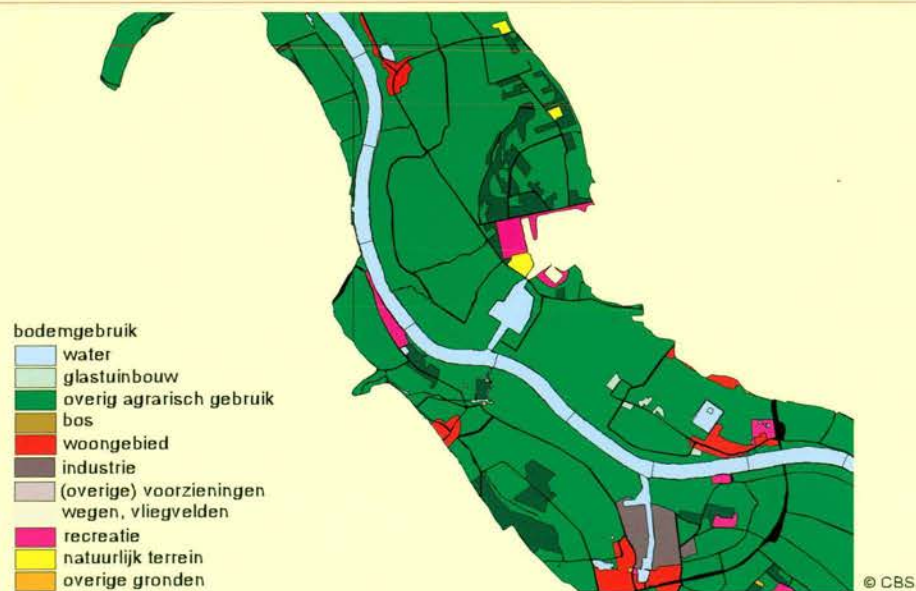 bodemgebruik
water
glastuinbouw
overig agrarisch gebruik
bos
woongebied
industrie
(overige) voorzieningen
wegen, vliegvelden
recreatie
natuurlijk terrein
overige gronden
© CBS